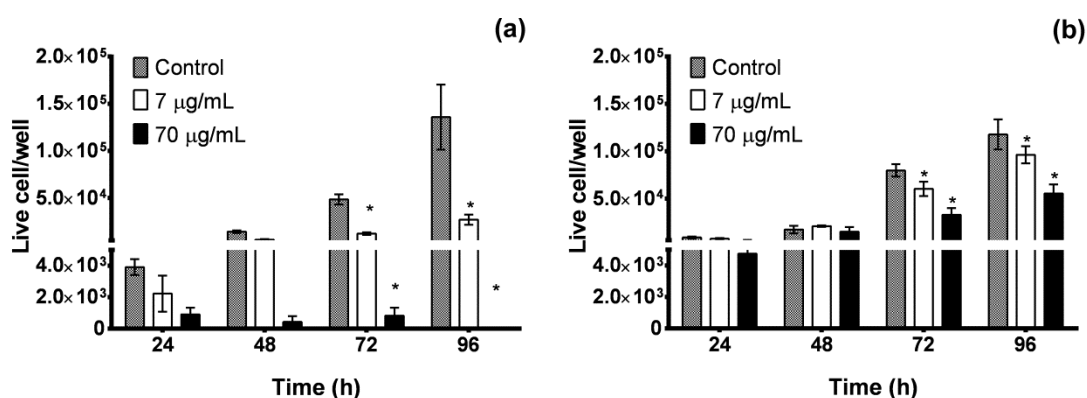 (a)
Live cell/well
2.0× 10⁵
1.5× 10⁵
1.0× 10⁵
5.0× 10⁴
4.0× 10³
2.0× 10³
0
Control
7 µg/mL
70 µg/mL
* * * *
24 48 72 96
Time (h)
(b)
Live cell/well
2.0× 10⁵
1.5× 10⁵
1.0× 10⁵
5.0× 10⁴
4.0× 10³
2.0× 10³
0
Control
7 µg/mL
70 µg/mL
* * * *
24 48 72 96
Time (h)